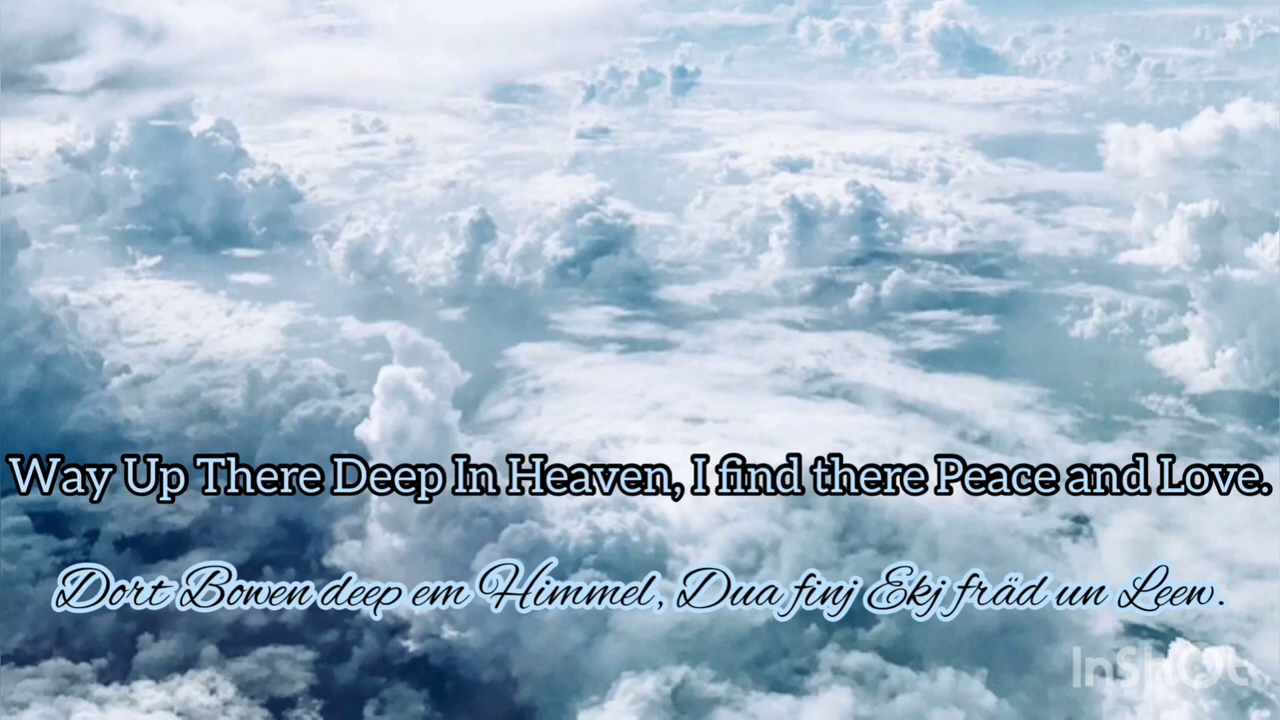 Way Up There Deep In Heaven, I find there Peace and Love.
Dort Bowen deep em Himmel, Dua finj Ekj fräd un Leew.
InShot